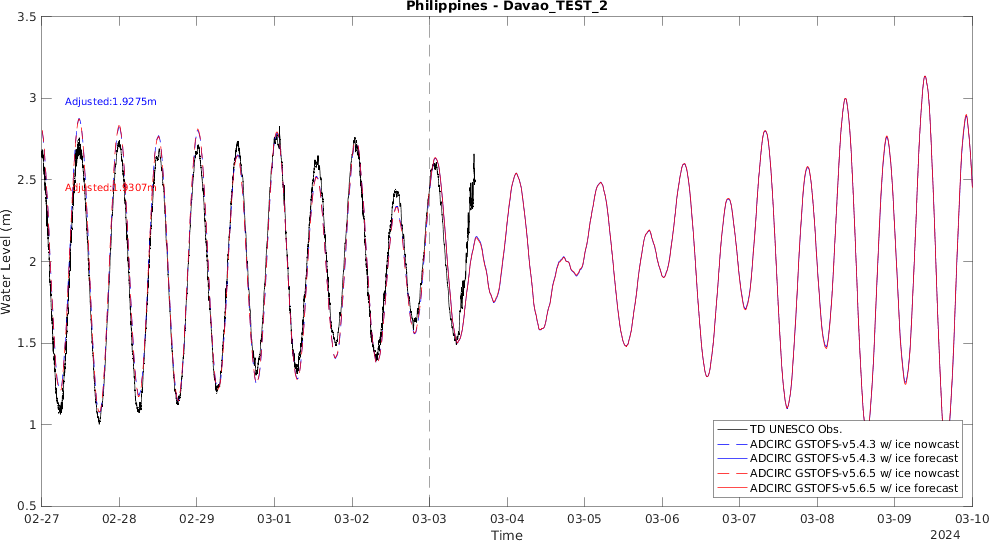 Philippines - Davao_TEST_2
3.5
3
2.5
2
1.5
1
0.5
Water Level (m)
Adjusted:1.9275m
Adjusted:1.9307m
TD UNESCO Obs.
ADCIRC GSTOFS-v5.4.3 w/ ice nowcast
ADCIRC GSTOFS-v5.4.3 w/ ice forecast
ADCIRC GSTOFS-v5.6.5 w/ ice nowcast
ADCIRC GSTOFS-v5.6.5 w/ ice forecast
02-27 02-28 02-29 03-01 03-02 03-03 03-04 03-05 03-06 03-07 03-08 03-09 03-10
Time
2024